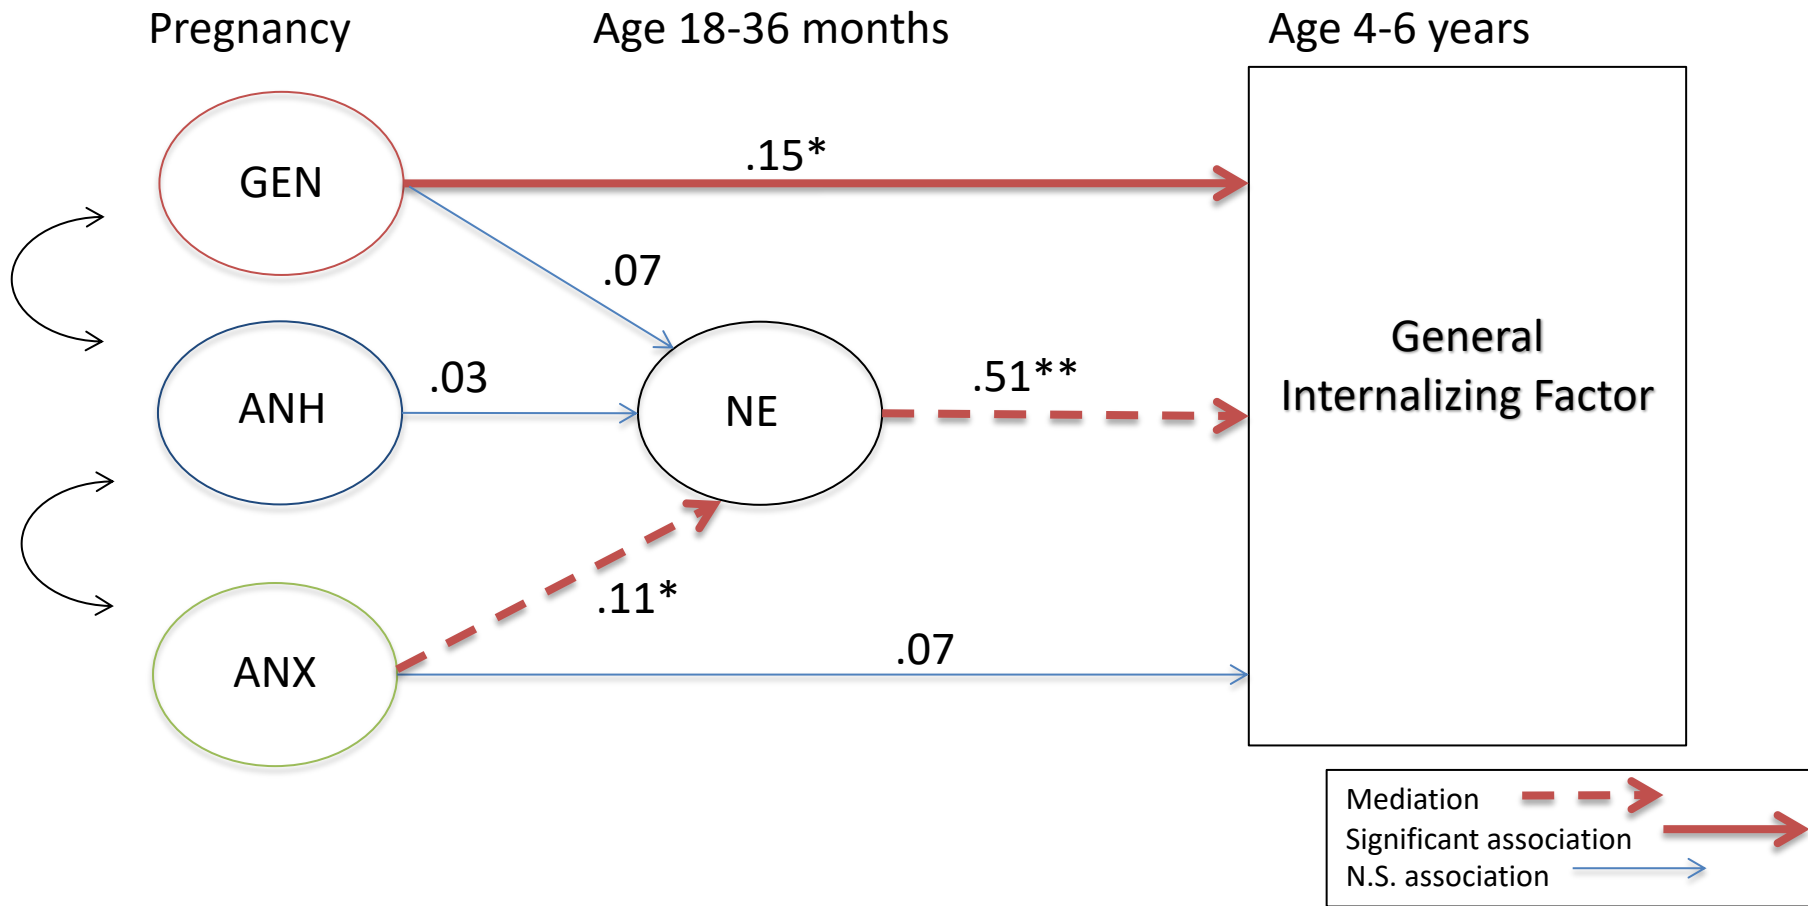 Pregnancy
Age 18-36 months
Age 4-6 years
GEN
.15*
.07
ANH
.03
NE
.51**
General
Internalizing Factor
.11*
ANX
.07
Mediation
Significant association
N.S. association